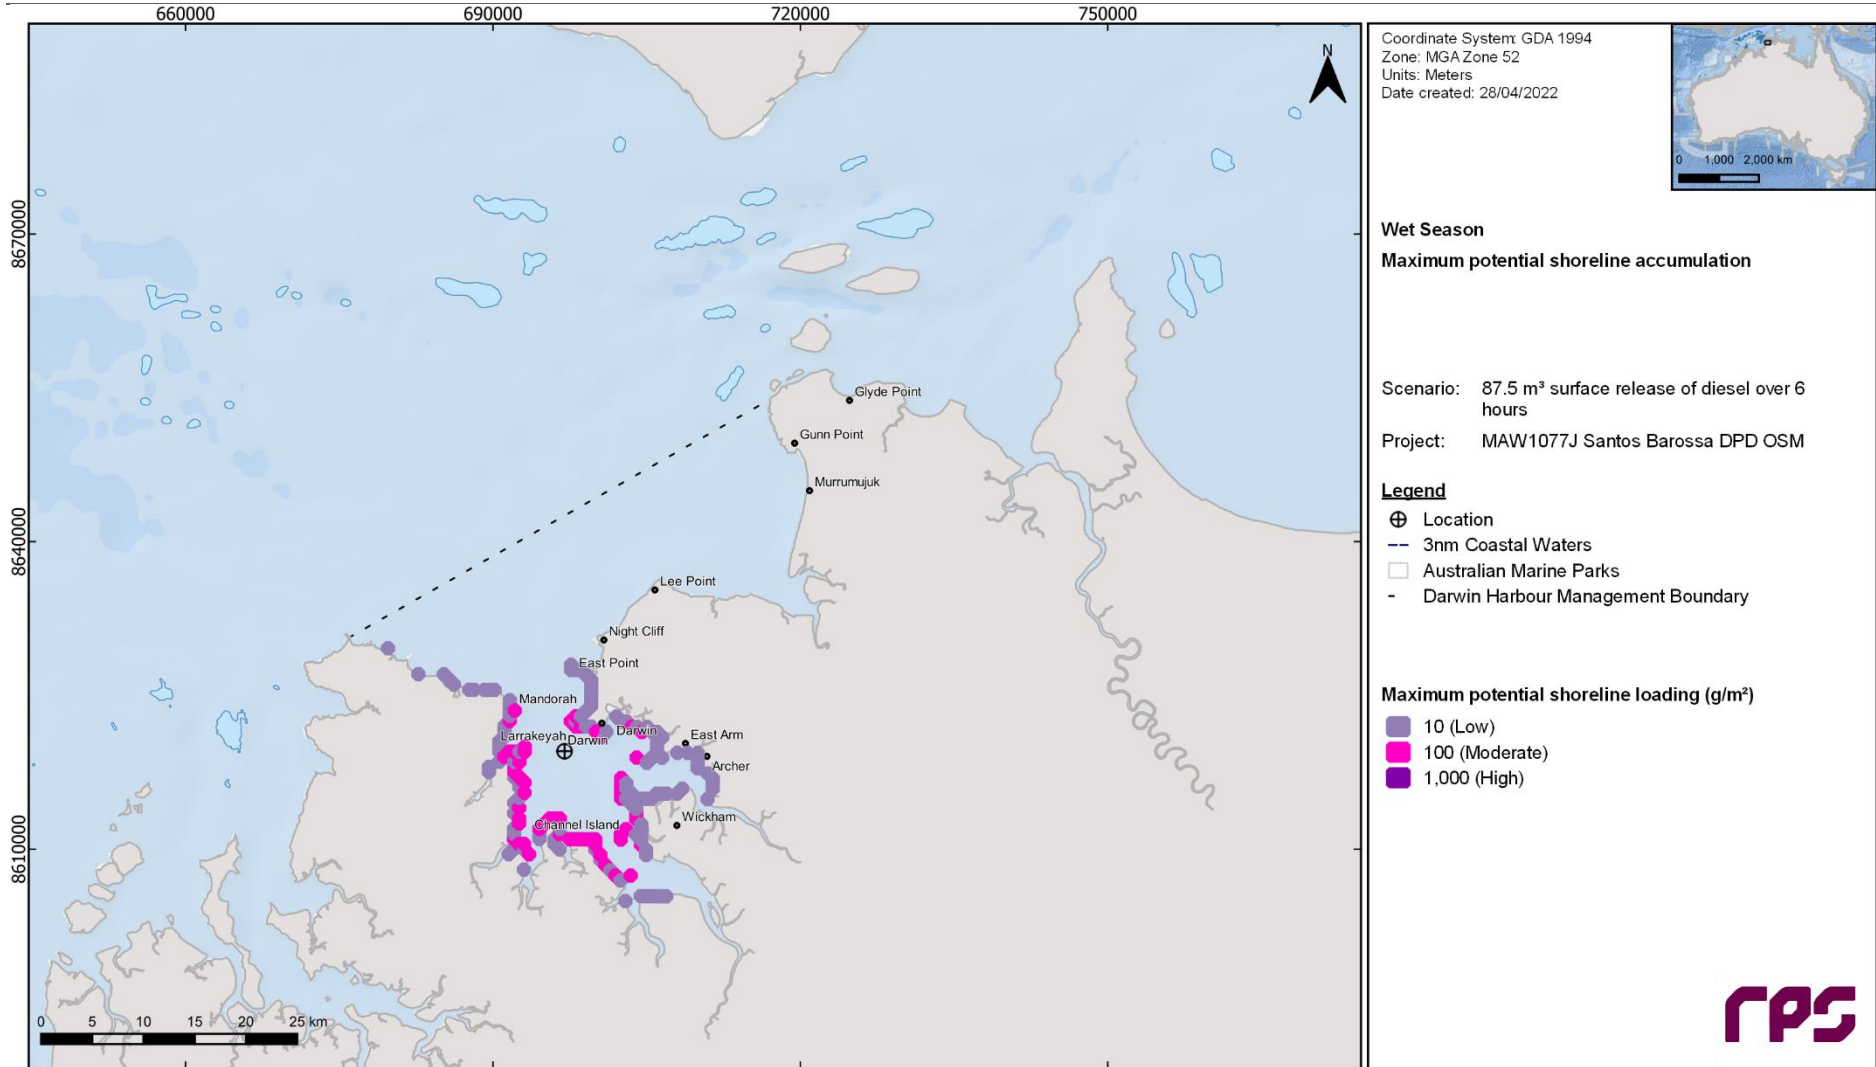 660000
690000
720000
750000
8670000
8640000
8610000
N
Glyde Point
Gunn Point
Murrumujuk
Lee Point
Night Cliff
East Point
Mandorah
Larrakeyah
Darwin
Darwin
East Arm
Archer
Channel Island
Wickham
0 5 10 15 20 25 km
Coordinate System: GDA 1994
Zone: MGA Zone 52
Units: Meters
Date created: 28/04/2022
0 1,000 2,000 km
Wet Season
Maximum potential shoreline accumulation
Scenario: 87.5 m³ surface release of diesel over 6
hours
Project: MAW1077J Santos Barossa DPD OSM
Legend
Location
3nm Coastal Waters
Australian Marine Parks
Darwin Harbour Management Boundary
Maximum potential shoreline loading (g/m²)
10 (Low)
100 (Moderate)
1,000 (High)
rps